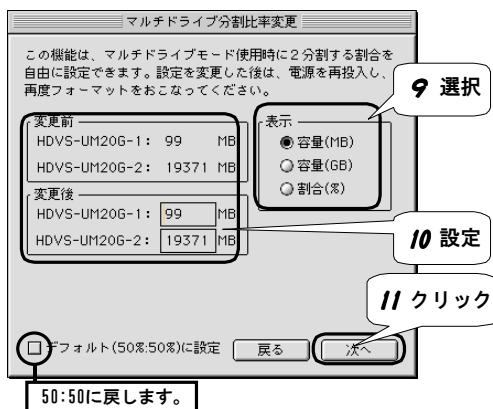 マルチドライブ分割比率変更
この機能は、マルチドライブモード使用時に２分割する割合を
自由に設定できます。設定を変更した後は、電源を再投入し、
再度フォーマットをおこなってください。
9 選択
変更前
HDVS-UM20G-1: 99 MB
HDVS-UM20G-2: 19371 MB
表示
容量(MB)
容量(GB)
割合(%)
変更後
HDVS-UM20G-1: 99 MB
HDVS-UM20G-2: 19371 MB
10 設定
11 クリック
デフォルト(50%:50%)に設定
戻る
次へ
50:50に戻します。